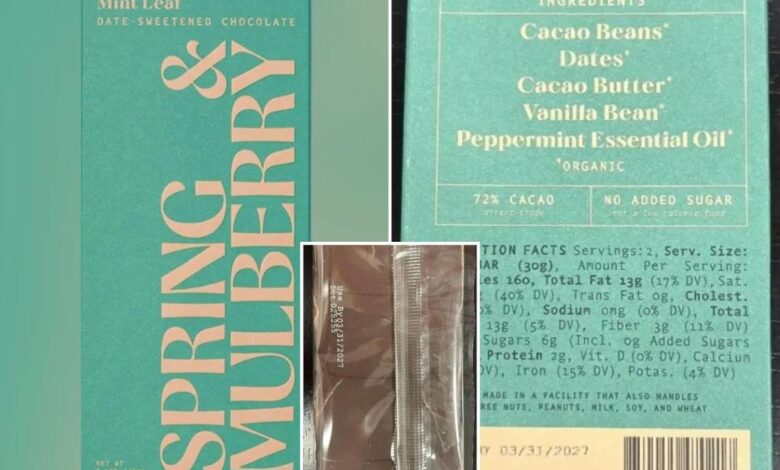 Mint Leaf
DATE-SWEETENED CHOCOLATE
SPRING &
MULBERRY
NET WT
INGREDIENTS
Cacao Beans*
Dates*
Cacao Butter*
Vanilla Bean*
Peppermint Essential Oil*
*ORGANIC
72% CACAO
direct-trade
NO ADDED SUGAR
for a low calorie food
TION FACTS Servings: 2, Serv. Size:
BAR (30g), Amount Per Serving:
es 160, Total Fat 13g (17% DV), Sat.
(40% DV), Trans Fat 0g, Cholest.
% DV), Sodium 0mg (0% DV), Total
13g (5% DV), Fiber 3g (11% DV)
Sugars 6g (Incl. 0g Added Sugars
Protein 2g, Vit. D (0% DV), Calcium
DV), Iron (15% DV), Potas. (4% DV)
MADE IN A FACILITY THAT ALSO HANDLES
REE NUTS, PEANUTS, MILK, SOY, AND WHEAT
BY 03/31/2027
Use By 03/31/2027